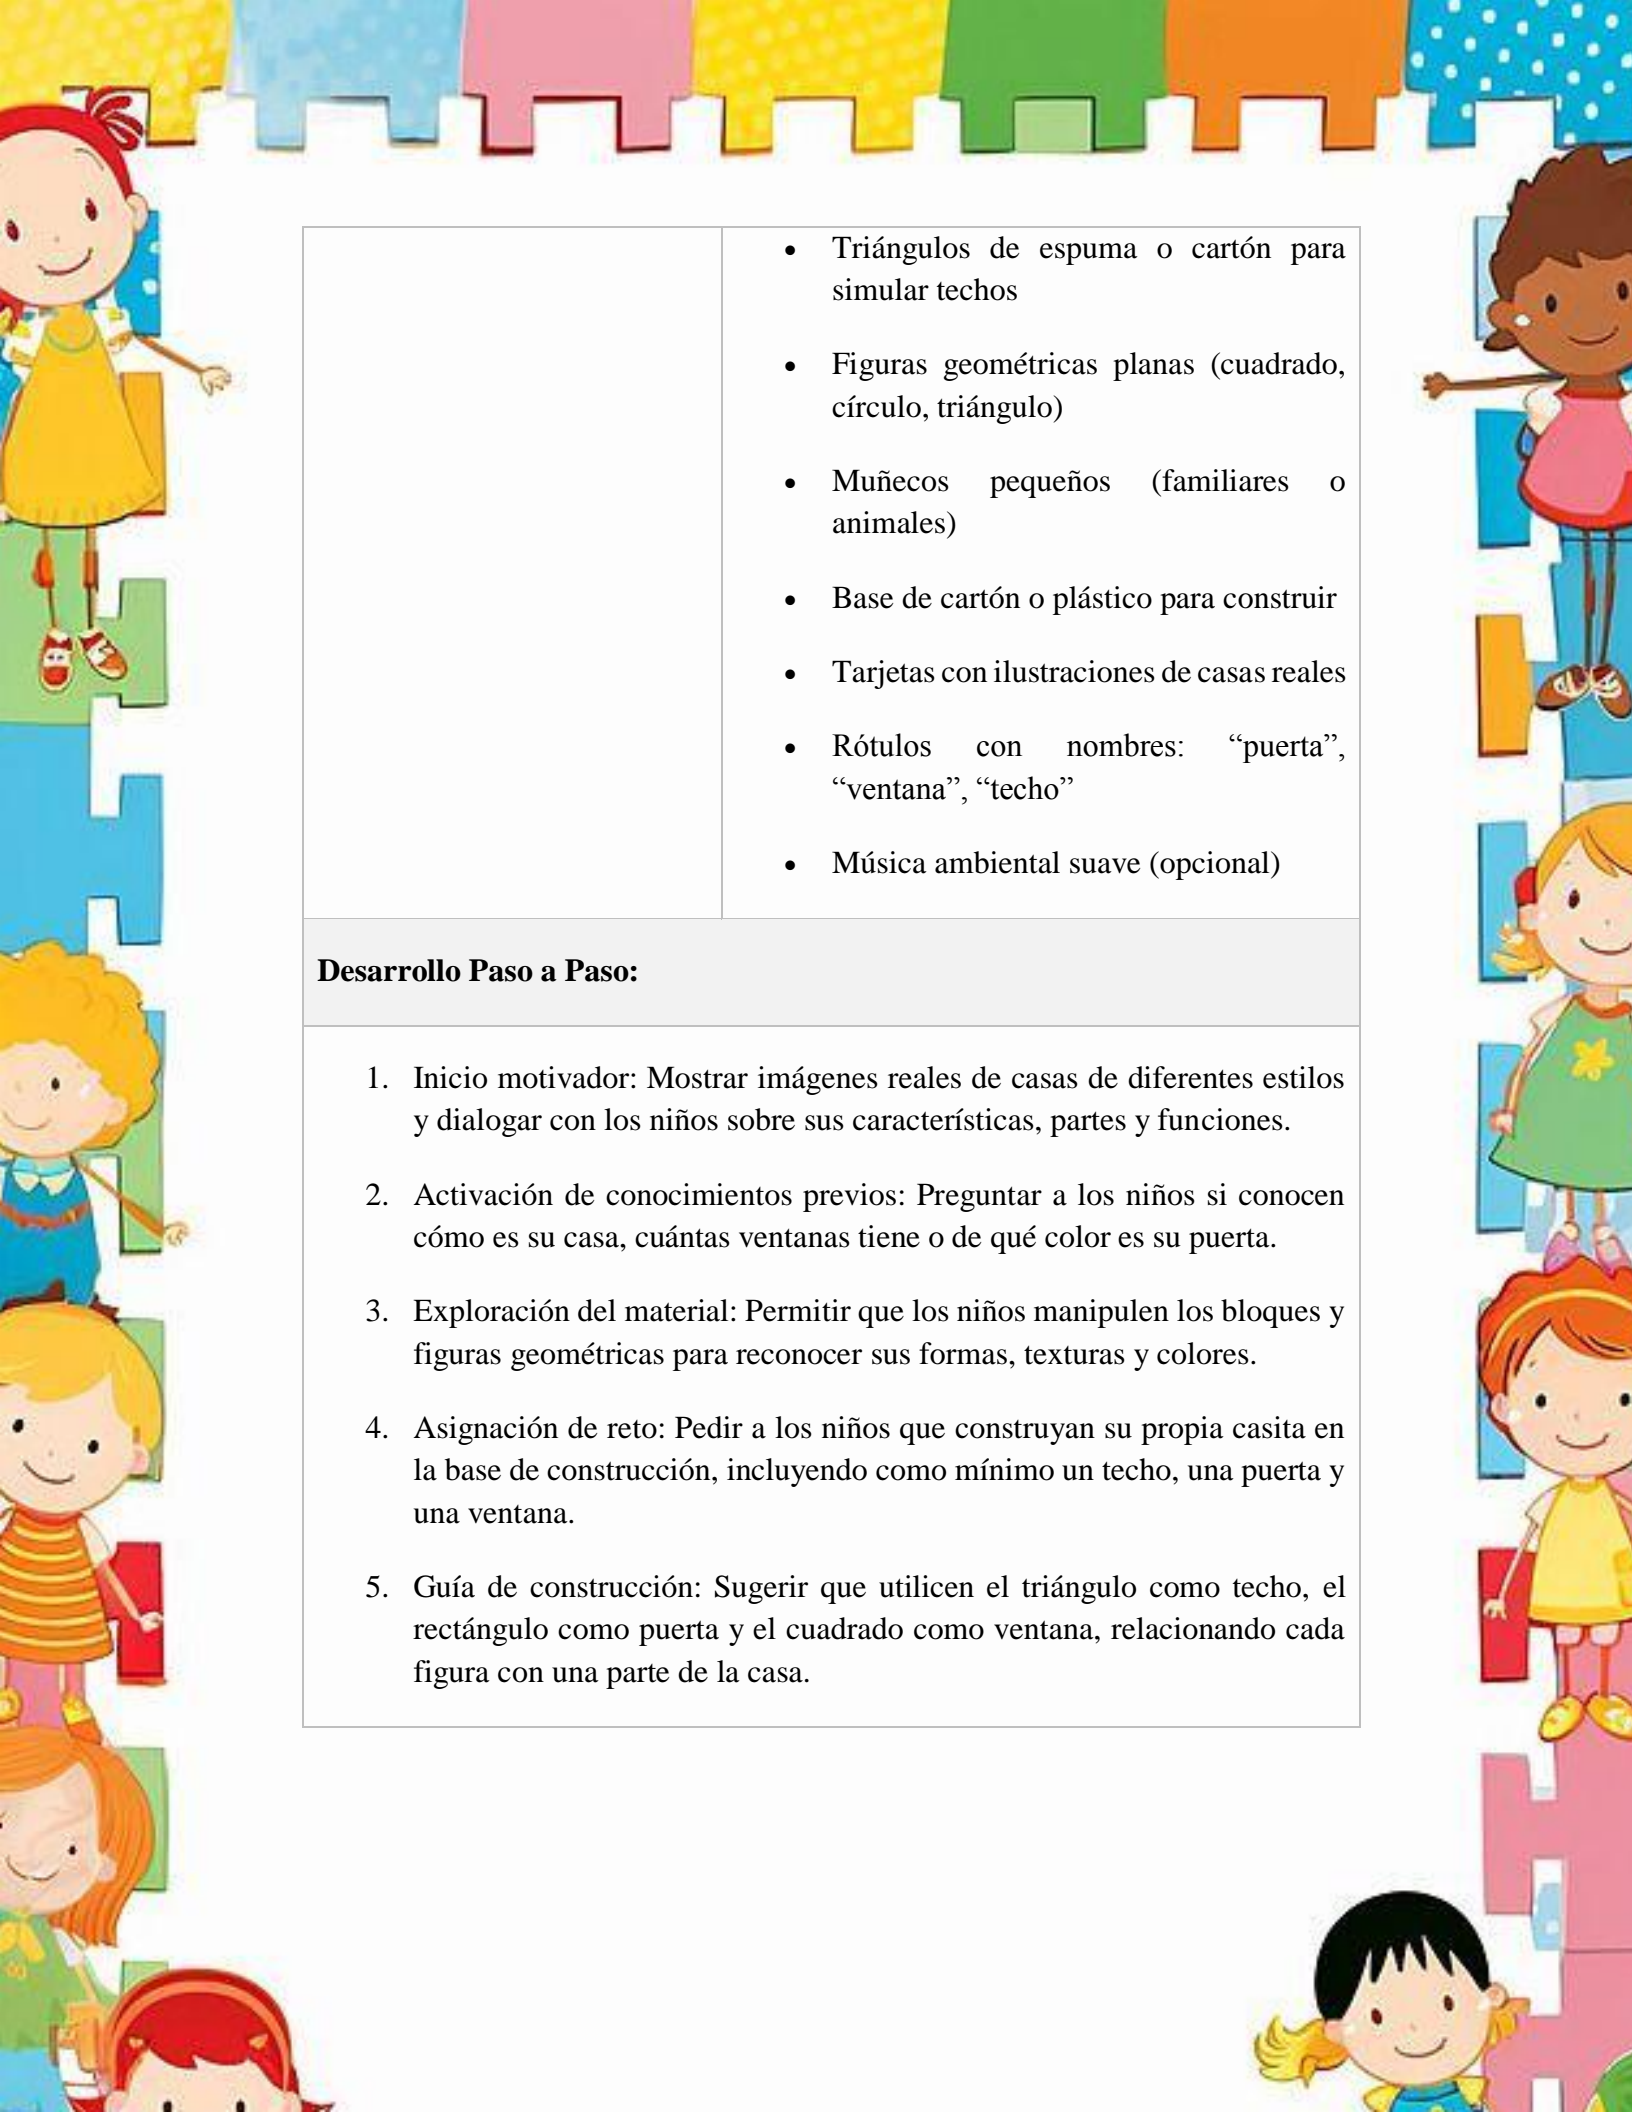 • Triángulos de espuma o cartón para
simular techos
• Figuras geométricas planas (cuadrado,
círculo, triángulo)
• Muñecos pequeños (familiares o
animales)
• Base de cartón o plástico para construir
• Tarjetas con ilustraciones de casas reales
• Rótulos con nombres: “puerta”,
“ventana”, “techo”
• Música ambiental suave (opcional)
Desarrollo Paso a Paso:
1. Inicio motivador: Mostrar imágenes reales de casas de diferentes estilos
y dialogar con los niños sobre sus características, partes y funciones.
2. Activación de conocimientos previos: Preguntar a los niños si conocen
cómo es su casa, cuántas ventanas tiene o de qué color es su puerta.
3. Exploración del material: Permitir que los niños manipulen los bloques y
figuras geométricas para reconocer sus formas, texturas y colores.
4. Asignación de reto: Pedir a los niños que construyan su propia casita en
la base de construcción, incluyendo como mínimo un techo, una puerta y
una ventana.
5. Guía de construcción: Sugerir que utilicen el triángulo como techo, el
rectángulo como puerta y el cuadrado como ventana, relacionando cada
figura con una parte de la casa.